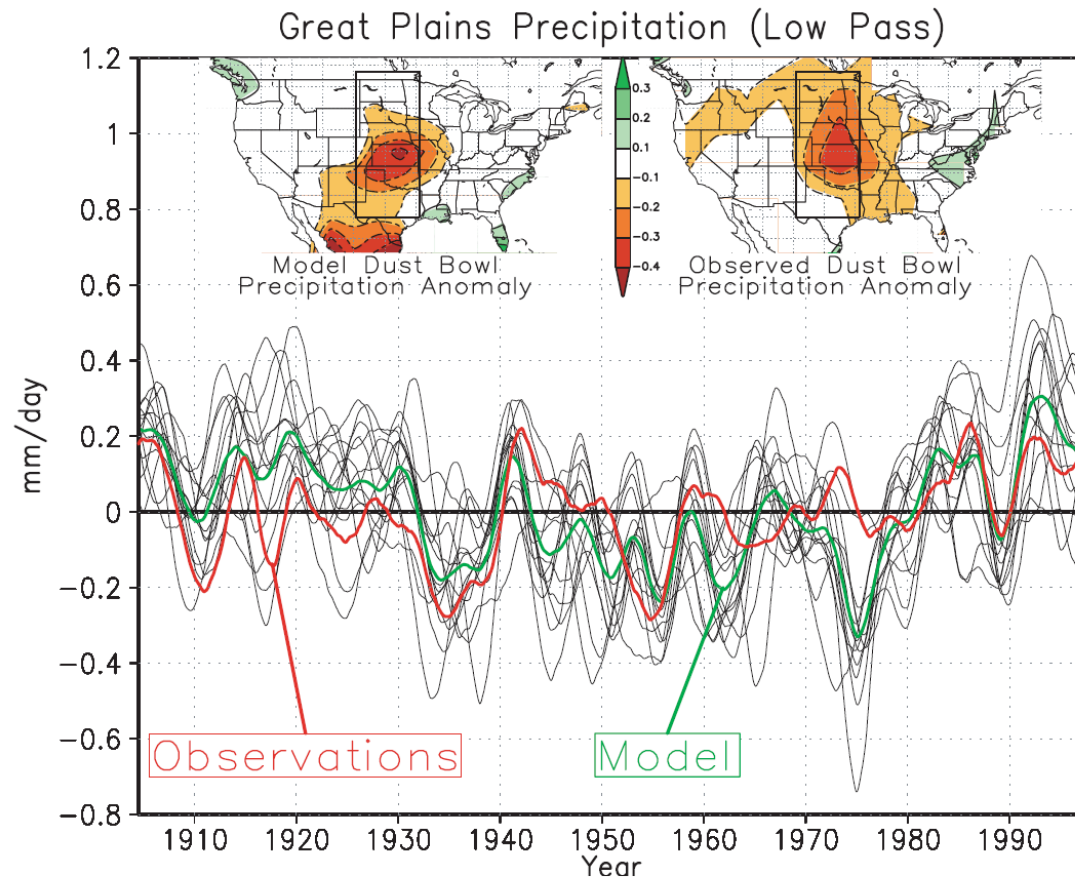 Great Plains Precipitation (Low Pass)
1.2
1
0.8
0.6
0.4
0.2
0
−0.2
−0.4
−0.6
−0.8
mm/day
0.3
0.2
0.1
−0.1
−0.2
−0.3
−0.4
Model Dust Bowl
Precipitation Anomaly
Observed Dust Bowl
Precipitation Anomaly
Observations
Model
1910 1920 1930 1940 1950 1960 1970 1980 1990
Year